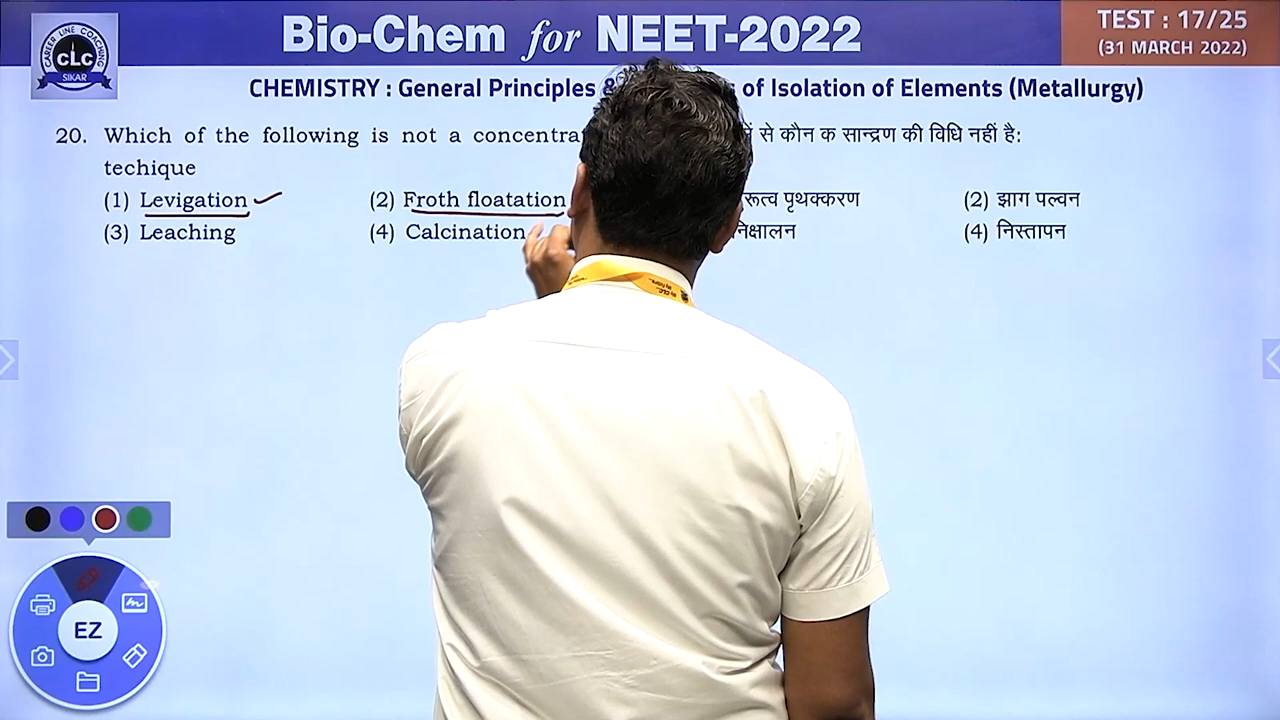 CAREER LINE COACHING
CLC
SIKAR
Bio-Chem for NEET-2022
TEST : 17/25
(31 MARCH 2022)
CHEMISTRY : General Principles & of Isolation of Elements (Metallurgy)
20. Which of the following is not a से कौन क सान्द्रण की विधि नहीं है:
techique
(1) Levigation (2) Froth floatation पृथक्करण (2) झाग पल्वन
(3) Leaching (4) Calcination (4) निस्तापन
EZ